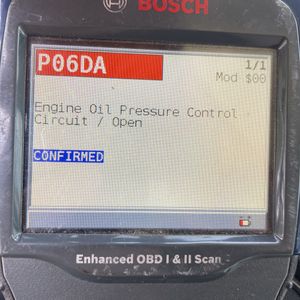 BOSCH
P06DA
1/1
Mod $00
Engine Oil Pressure Control
Circuit / Open
CONFIRMED
Enhanced OBD I & II Scan